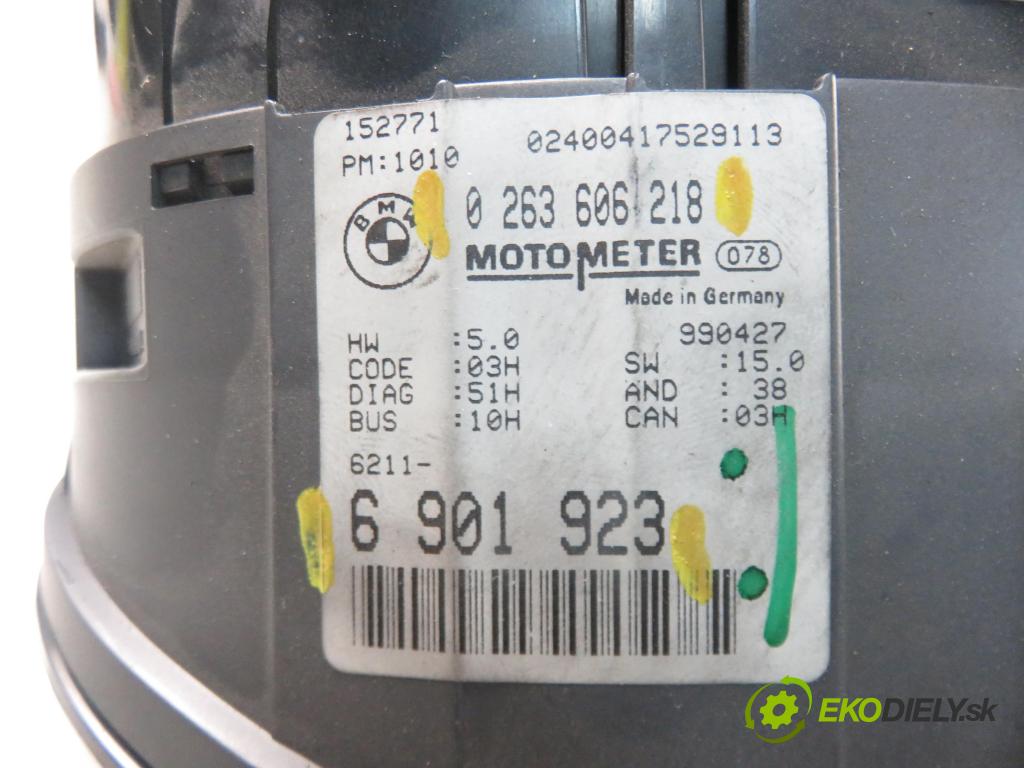 152771
02400417529113
PM:1010
BMW
0 263 606 218
MOTOMETER 078
Made in Germany
990427
HW :5.0
SW :15.0
CODE :03H
AND : 38
DIAG :51H
CAN :03H
BUS :10H
6211-
6 901 923
EKODIELY.sk